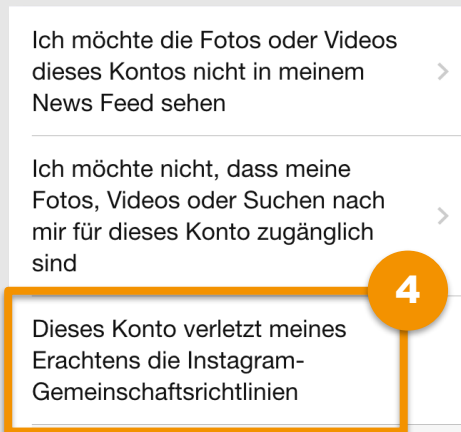 Ich möchte die Fotos oder Videos
dieses Kontos nicht in meinem
News Feed sehen
Ich möchte nicht, dass meine
Fotos, Videos oder Suchen nach
mir für dieses Konto zugänglich
sind
4
Dieses Konto verletzt meines
Erachtens die Instagram-
Gemeinschaftsrichtlinien